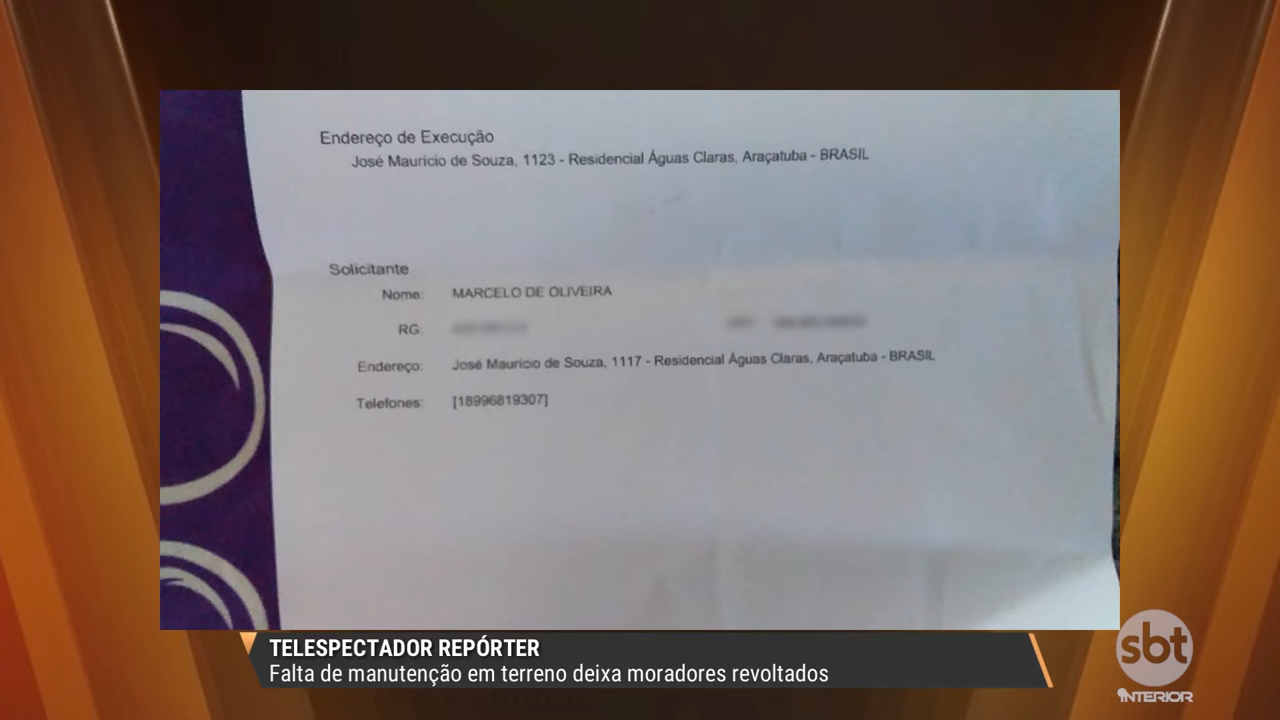 Endereço de Execução
José Mauricio de Souza, 1123 - Residencial Águas Claras, Araçatuba - BRASIL
Solicitante
Nome: MARCELO DE OLIVEIRA
RG:
Endereço: José Mauricio de Souza, 1117 - Residencial Águas Claras, Araçatuba - BRASIL
Telefones: [18996819307]
TELESPECTADOR REPÓRTER
Falta de manutenção em terreno deixa moradores revoltados
sbt
INTERIOR